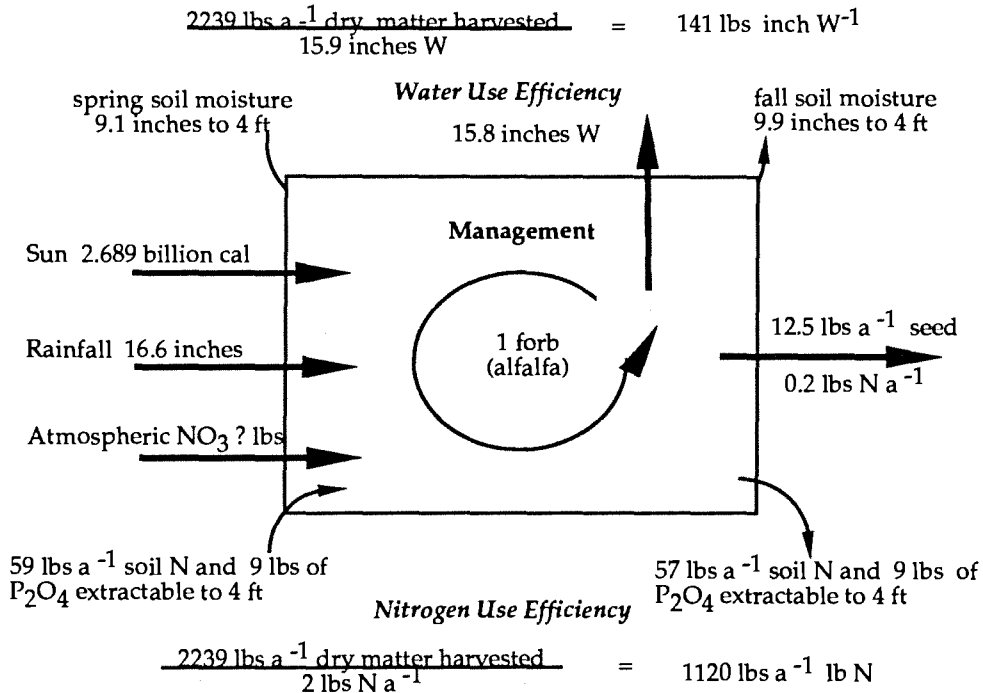 2239 lbs a -1 dry matter harvested = 141 lbs inch W-1
15.9 inches W
Water Use Efficiency
spring soil moisture
9.1 inches to 4 ft
15.8 inches W
fall soil moisture
9.9 inches to 4 ft
Management
Sun 2.689 billion cal
Rainfall 16.6 inches
Atmospheric NO3 ? lbs
1 forb
(alfalfa)
12.5 lbs a -1 seed
0.2 lbs N a -1
59 lbs a -1 soil N and 9 lbs of
P2O4 extractable to 4 ft
57 lbs a -1 soil N and 9 lbs of
P2O4 extractable to 4 ft
Nitrogen Use Efficiency
2239 lbs a -1 dry matter harvested = 1120 lbs a-1 lb N
2 lbs N a -1